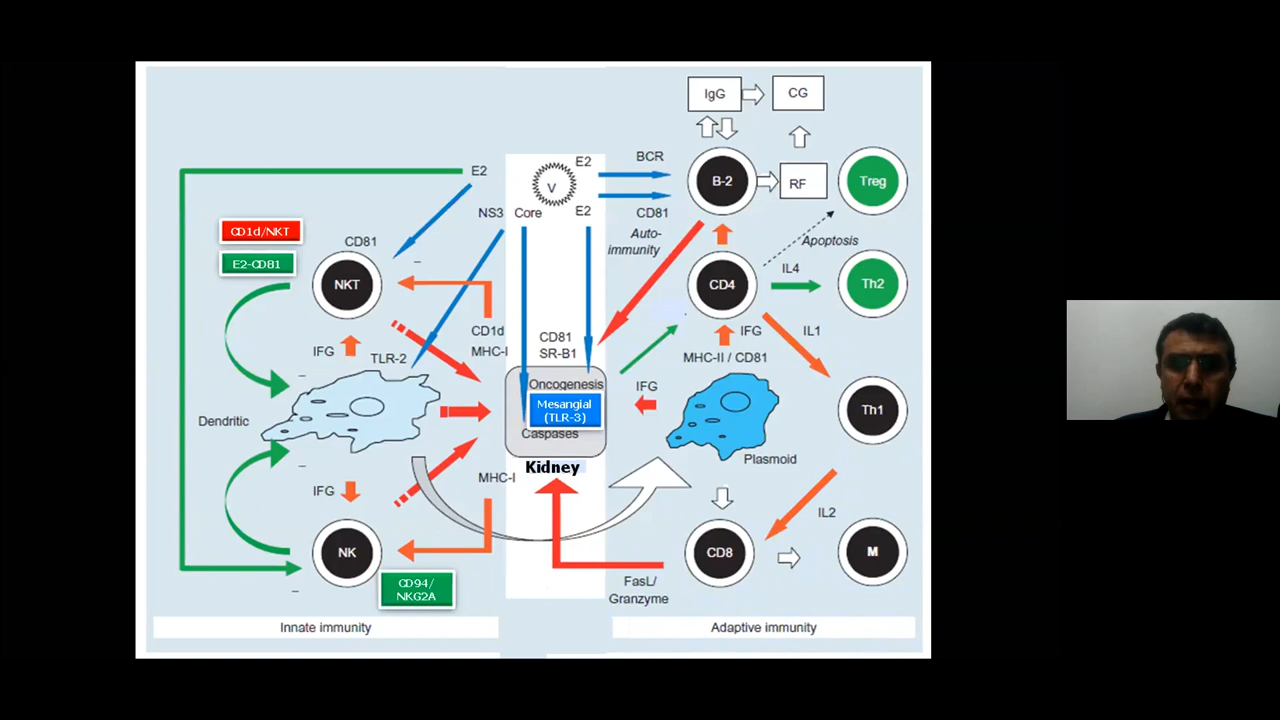 IgG
CG
E2
BCR
E2
V
B-2
RF
Treg
NS3
Core
E2
CD81
CD1d/NKT
CD81
Auto-
immunity
Apoptosis
E2-CD81
–
NKT
CD4
IL4
Th2
CD1d
MHC-I
CD81
SR-B1
IFG
IL1
IFG
TLR-2
MHC-II / CD81
–
Oncogenesis
IFG
Mesangial
(TLR-3)
Th1
Dendritic
Caspases
–
Kidney
Plasmoid
MHC-I
IFG
IL2
NK
CD8
M
CD94/
NKG2A
–
FasL/
Granzyme
Innate immunity
Adaptive immunity